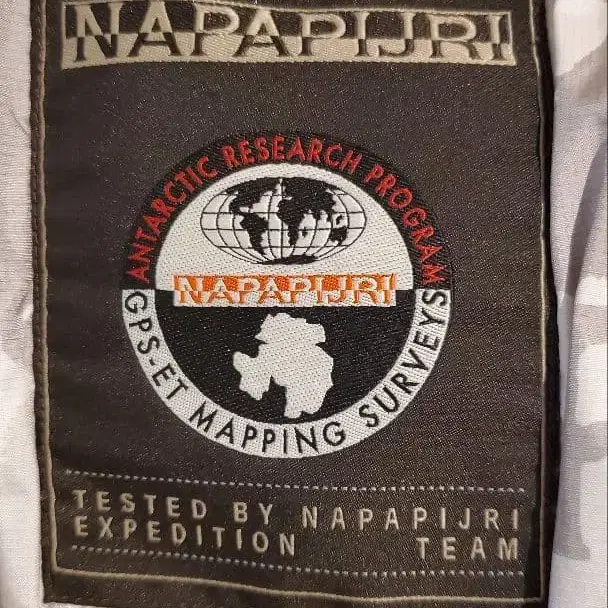 NAPAPIJRI
ANTARCTIC RESEARCH PROGRAM
NAPAPIJRI
GPS-ET MAPPING SURVEYS
TESTED BY NAPAPIJRI
EXPEDITION TEAM